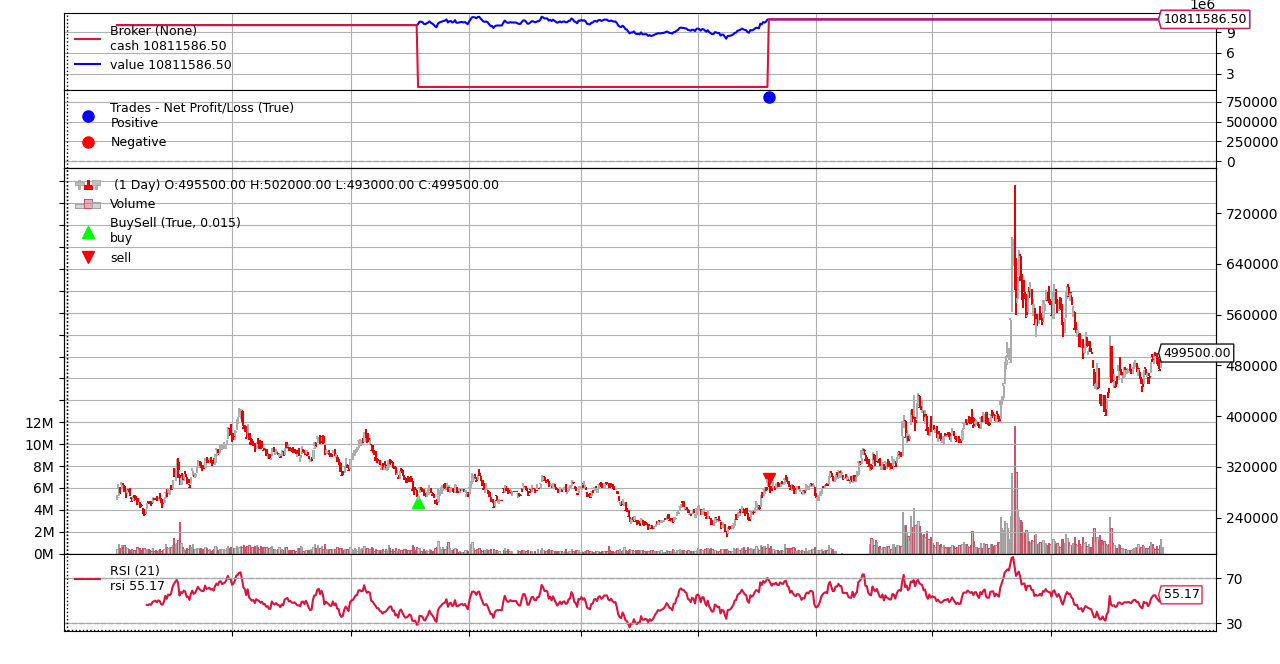 1e6
Broker (None)
cash 10811586.50
value 10811586.50
10811586.50
9
6
3
Trades - Net Profit/Loss (True)
Positive
Negative
750000
500000
250000
0
(1 Day) O:495500.00 H:502000.00 L:493000.00 C:499500.00
Volume
BuySell (True, 0.015)
buy
sell
720000
640000
560000
499500.00
480000
400000
320000
240000
12M
10M
8M
6M
4M
2M
0M
RSI (21)
rsi 55.17
70
55.17
30